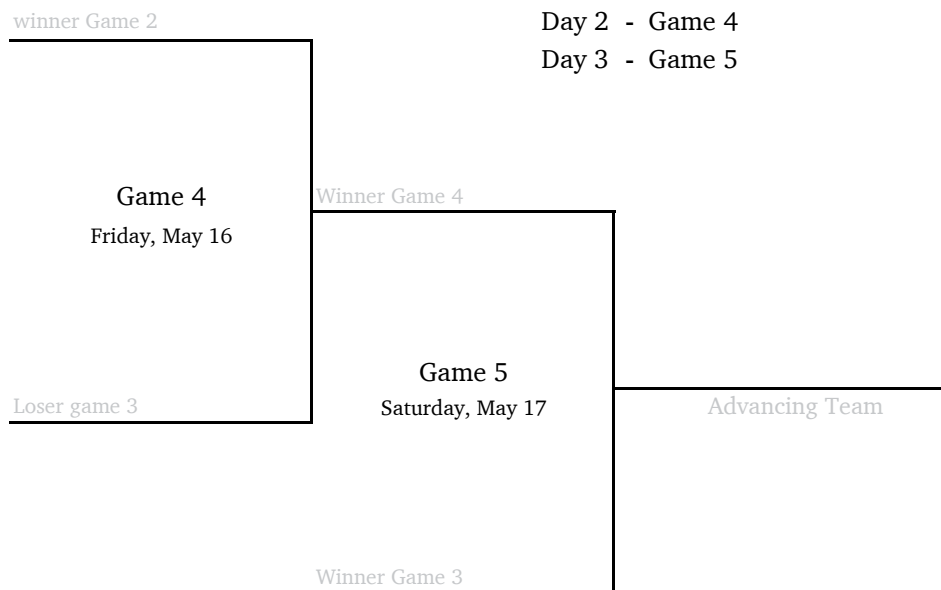 winner Game 2
Day 2 - Game 4
Day 3 - Game 5
Game 4
Winner Game 4
Friday, May 16
Game 5
Loser game 3
Saturday, May 17
Advancing Team
Winner Game 3